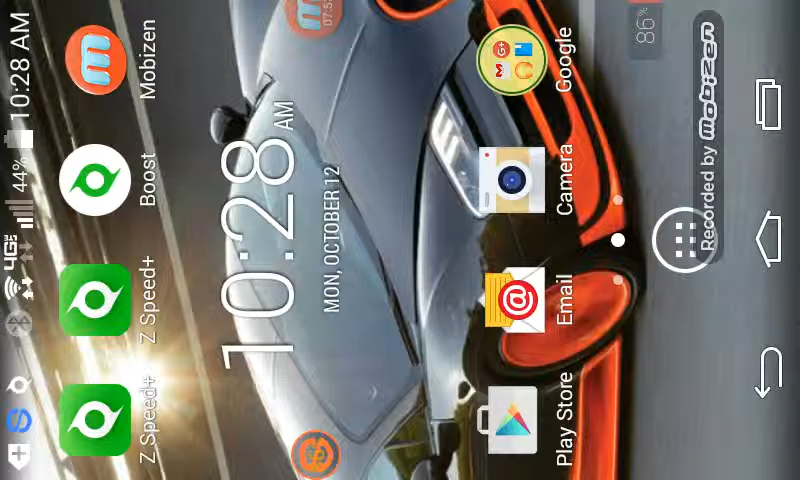 44% 10:28 AM
4G
Z Speed+ Z Speed+ Boost Mobizen
10:28 AM
MON, OCTOBER 12
Play Store Email Camera Google
86%
Recorded by mobizen